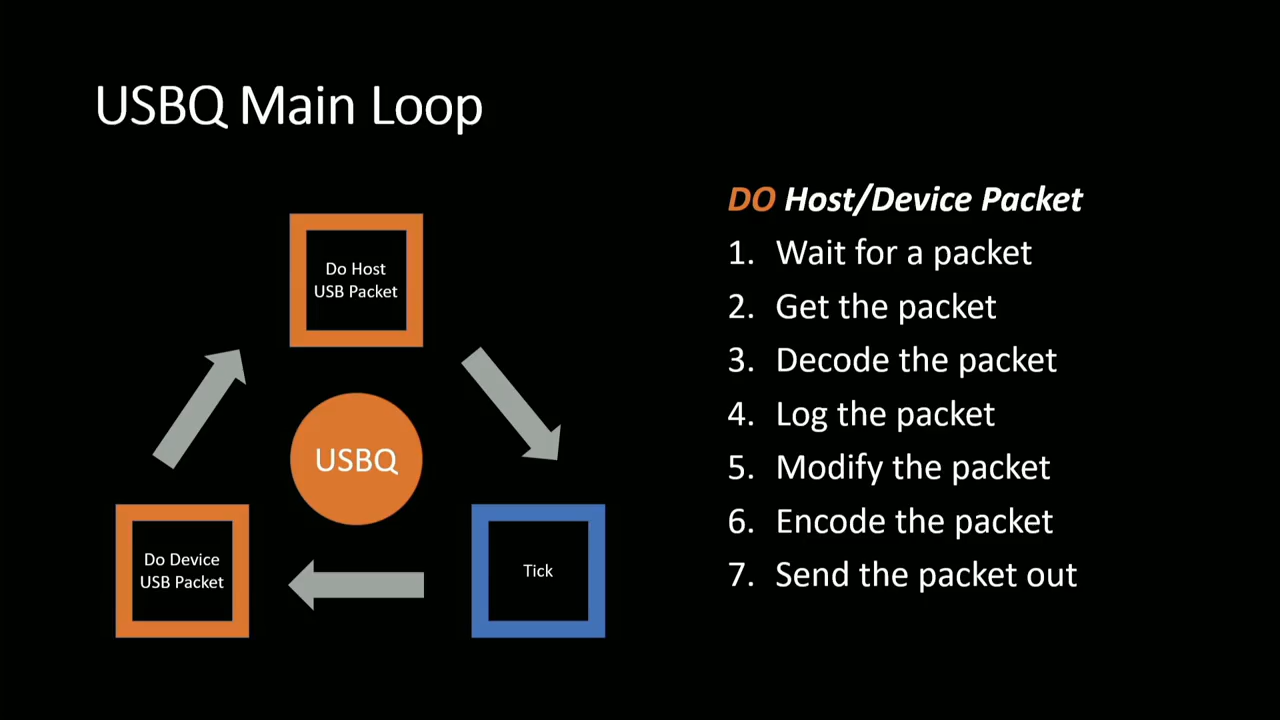 USBQ Main Loop
Do Host
USB Packet
USBQ
Do Device
USB Packet
Tick
DO Host/Device Packet
1. Wait for a packet
2. Get the packet
3. Decode the packet
4. Log the packet
5. Modify the packet
6. Encode the packet
7. Send the packet out